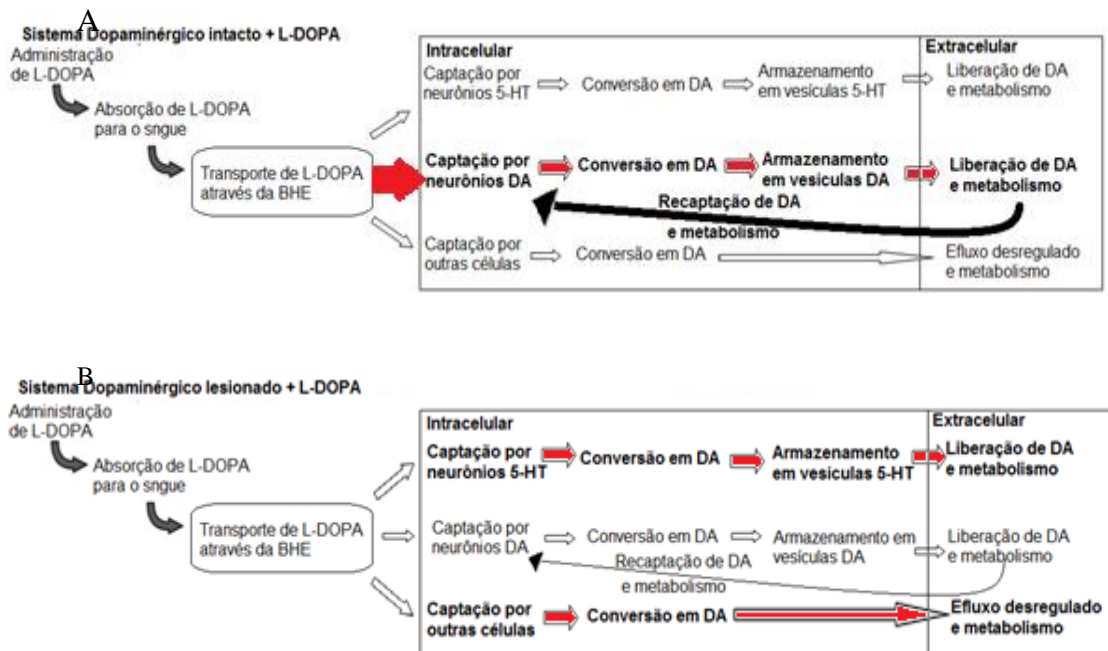 A
Sistema Dopaminérgico intacto + L-DOPA
Administração
de L-DOPA
Absorção de L-DOPA
para o sngue
Transporte de L-DOPA
através da BHE
Intracelular
Extracelular
Captação por
neurônios 5-HT
Conversão em DA
Armazenamento
em vesículas 5-HT
Liberação de DA
e metabolismo
Captação por
neurônios DA
Conversão em DA
Armazenamento
em vesículas DA
Liberação de DA
e metabolismo
Recaptação de DA
e metabolismo
Captação por
outras células
Conversão em DA
Efluxo desregulado
e metabolismo
B
Sistema Dopaminérgico lesionado + L-DOPA
Administração
de L-DOPA
Absorção de L-DOPA
para o sngue
Transporte de L-DOPA
através da BHE
Intracelular
Extracelular
Captação por
neurônios 5-HT
Conversão em DA
Armazenamento
em vesiculas 5-HT
Liberação de DA
e metabolismo
Captação por
neurônios DA
Conversão em DA
Armazenamento em
vesículas DA
Liberação de DA
e metabolismo
Recaptação de DA
e metabolismo
Captação por
outras células
Conversão em DA
Efluxo desregulado
e metabolismo